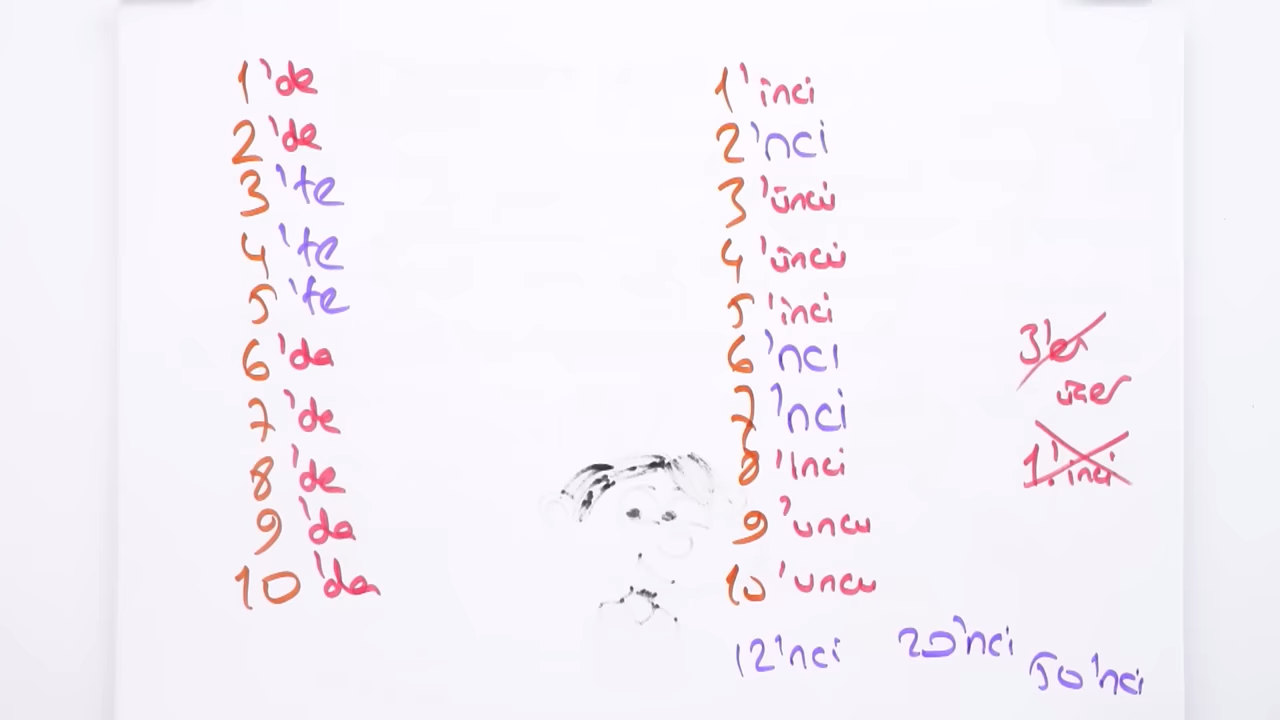 1'de
2'de
3'te
4'te
5'te
6'da
7'de
8'de
9'da
10'da
1'inci
2'nci
3'üncü
4'üncü
5'inci
6'ncı
7'nci
8'inci
9'uncu
10'uncu
12'nci 20'nci
50'nci
3'er
üçer
1.'inci